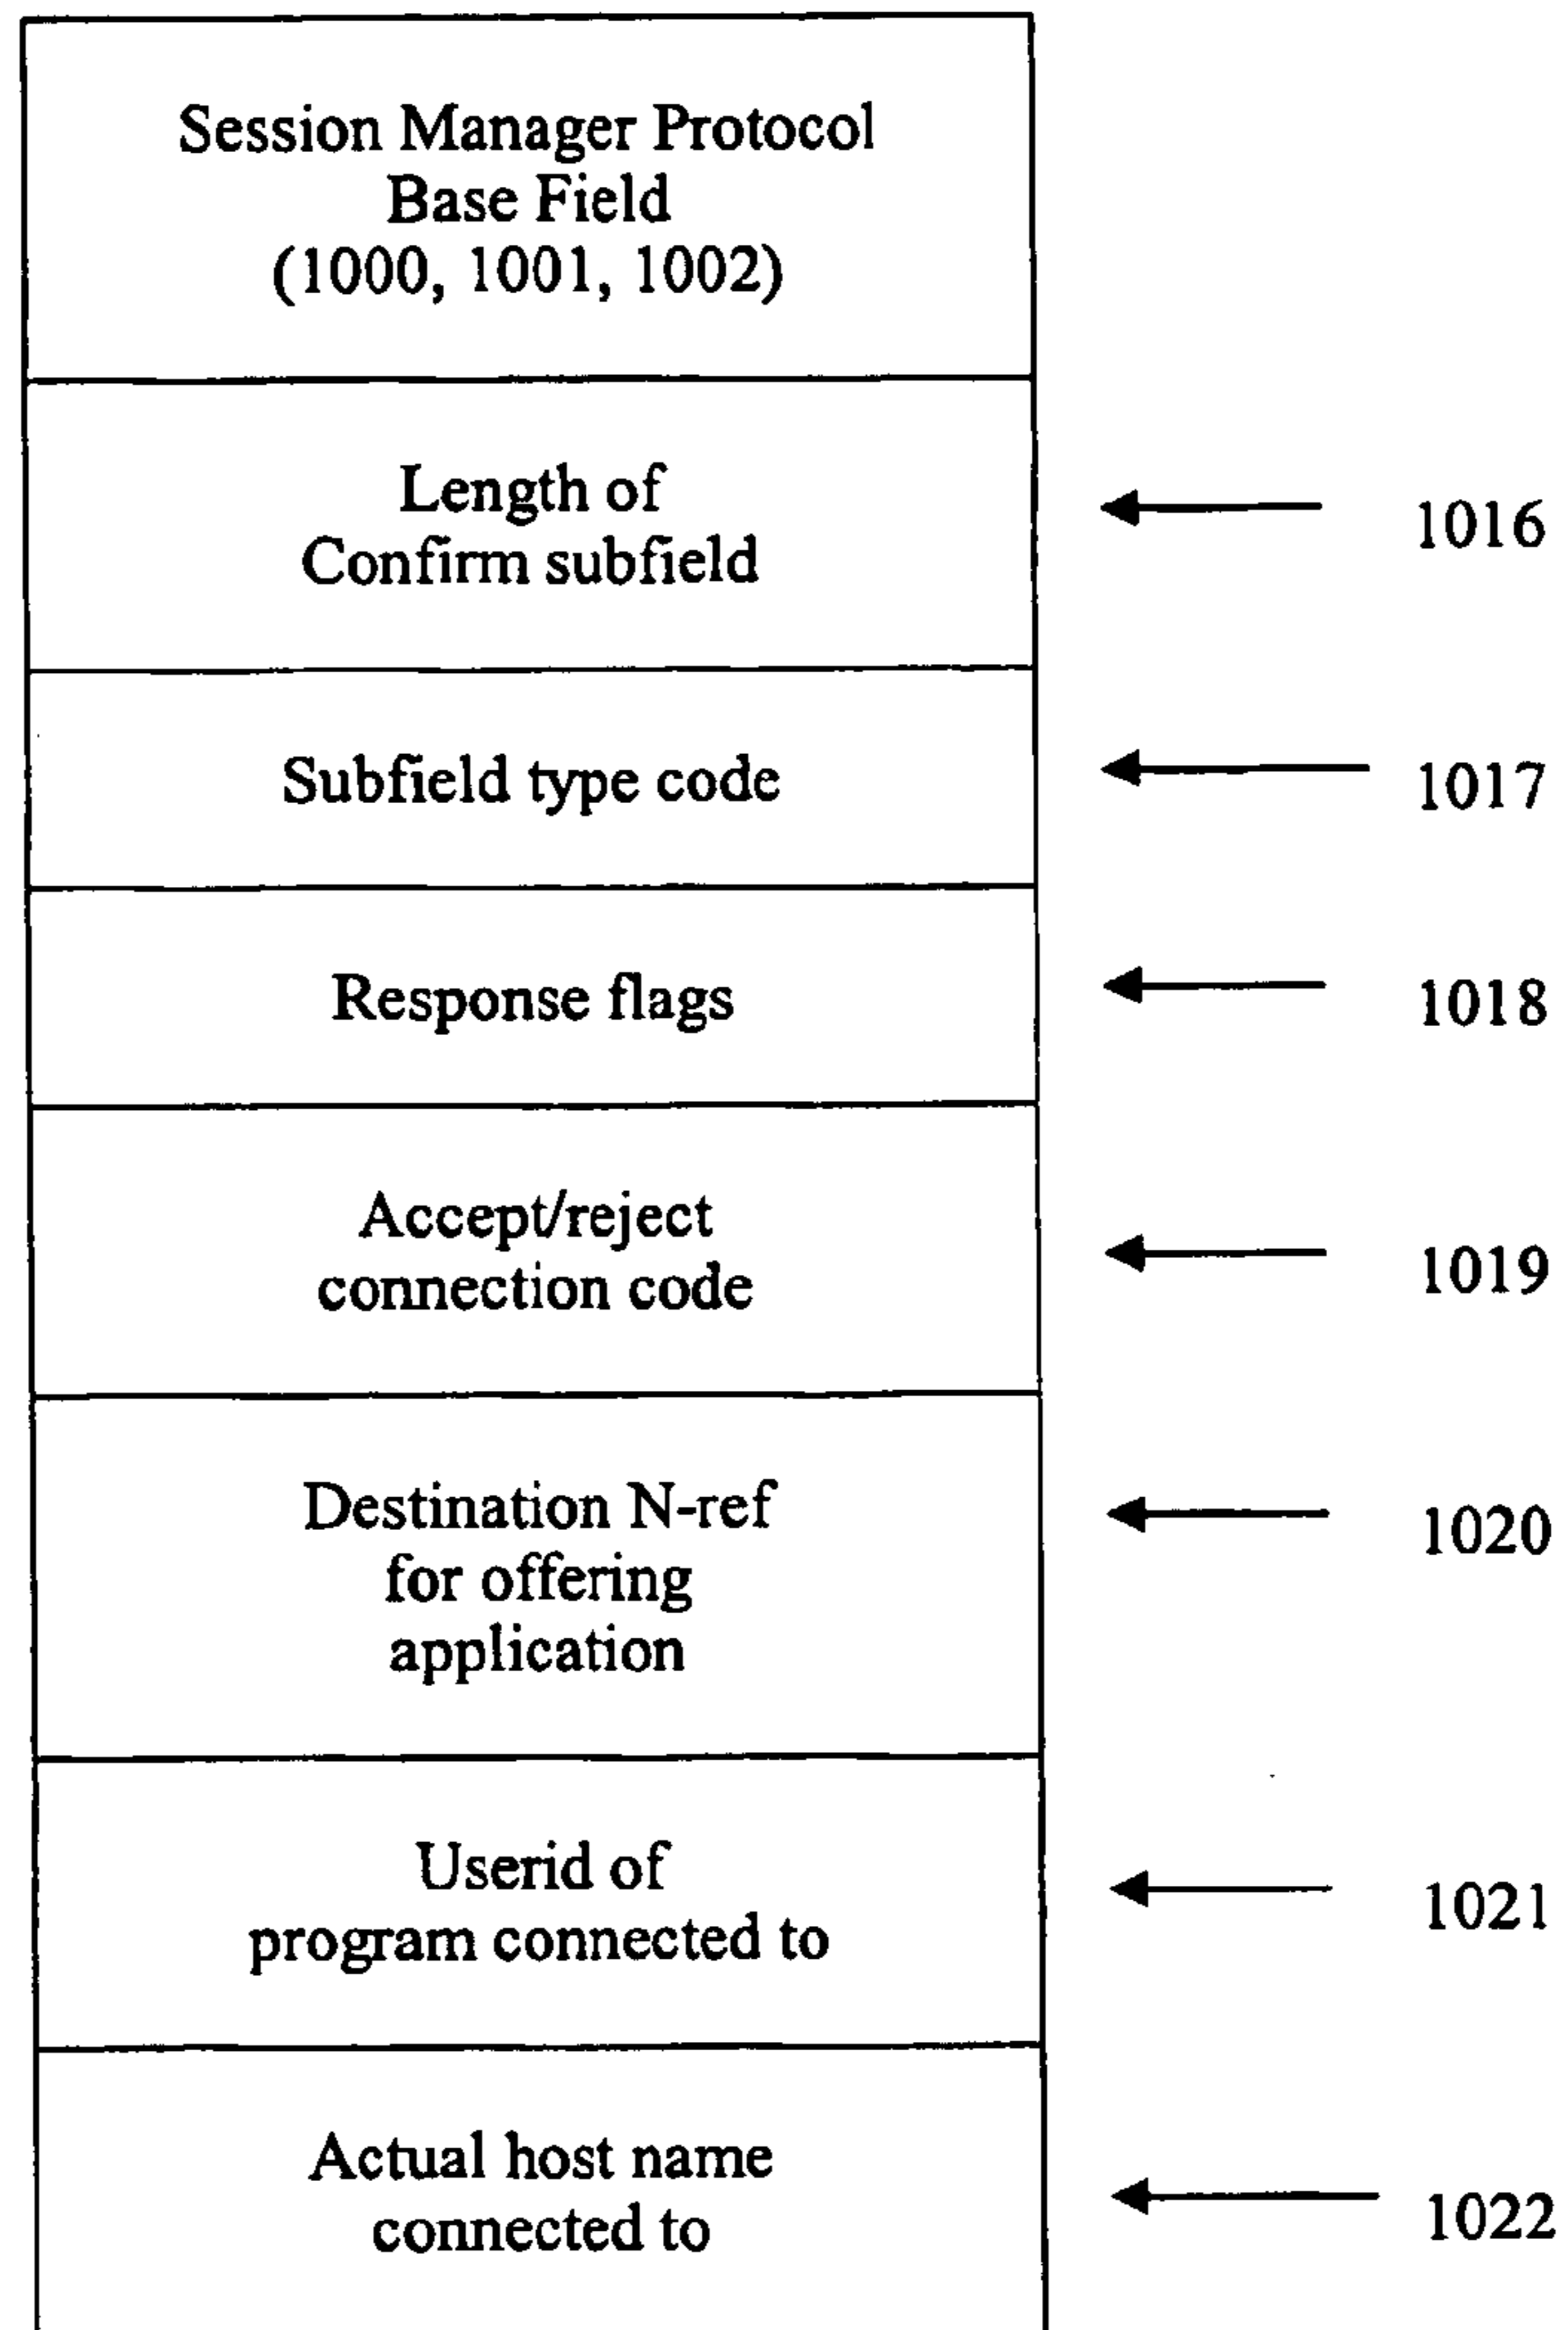 Session Manager Protocol
Base Field
(1000, 1001, 1002)
Length of
Confirm subfield
1016
Subfield type code
1017
Response flags
1018
Accept/reject
connection code
1019
Destination N-ref
for offering
application
1020
Userid of
program connected to
1021
Actual host name
connected to
1022